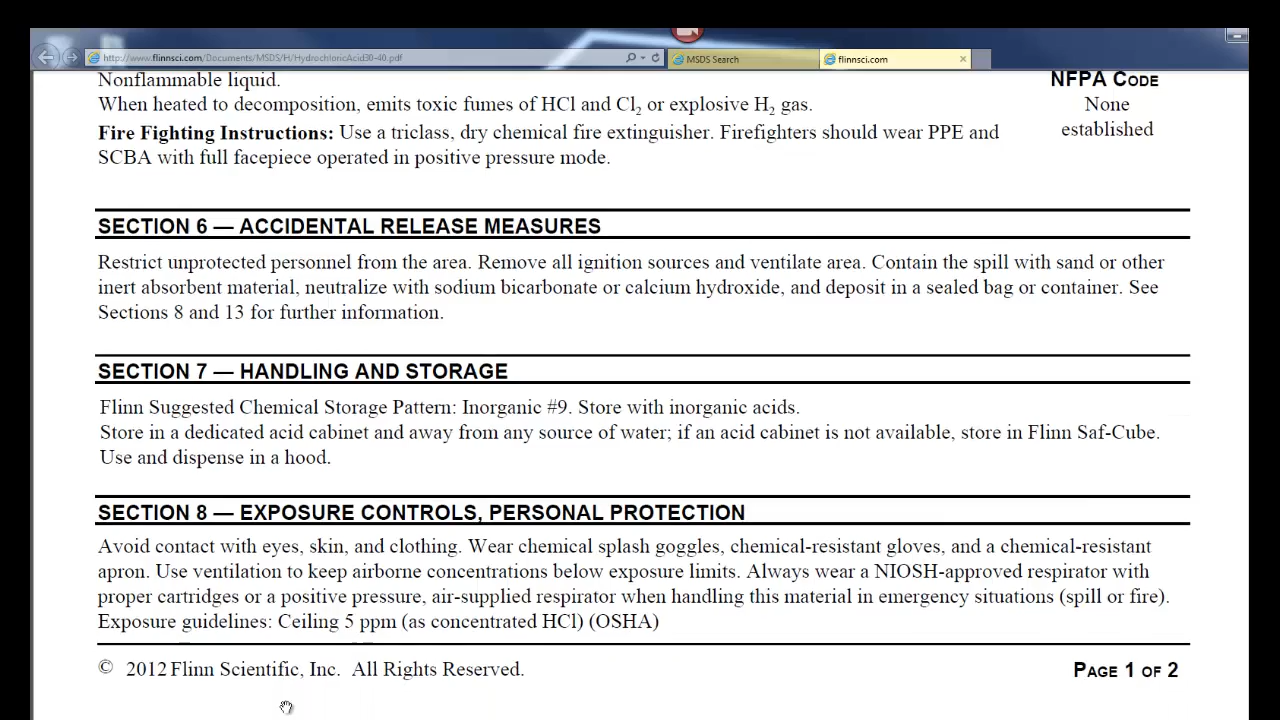 http://www.flinnsci.com/Documents/MSDS/H/HydrochloricAcid30-40.pdf
MSDS Search
flinnsci.com
Nonflammable liquid.
NFPA CODE
When heated to decomposition, emits toxic fumes of HCl and Cl2 or explosive H2 gas.
None
established
Fire Fighting Instructions: Use a triclass, dry chemical fire extinguisher. Firefighters should wear PPE and
SCBA with full facepiece operated in positive pressure mode.
SECTION 6 — ACCIDENTAL RELEASE MEASURES
Restrict unprotected personnel from the area. Remove all ignition sources and ventilate area. Contain the spill with sand or other
inert absorbent material, neutralize with sodium bicarbonate or calcium hydroxide, and deposit in a sealed bag or container. See
Sections 8 and 13 for further information.
SECTION 7 — HANDLING AND STORAGE
Flinn Suggested Chemical Storage Pattern: Inorganic #9. Store with inorganic acids.
Store in a dedicated acid cabinet and away from any source of water; if an acid cabinet is not available, store in Flinn Saf-Cube.
Use and dispense in a hood.
SECTION 8 — EXPOSURE CONTROLS, PERSONAL PROTECTION
Avoid contact with eyes, skin, and clothing. Wear chemical splash goggles, chemical-resistant gloves, and a chemical-resistant
apron. Use ventilation to keep airborne concentrations below exposure limits. Always wear a NIOSH-approved respirator with
proper cartridges or a positive pressure, air-supplied respirator when handling this material in emergency situations (spill or fire).
Exposure guidelines: Ceiling 5 ppm (as concentrated HCl) (OSHA)
© 2012 Flinn Scientific, Inc. All Rights Reserved.
PAGE 1 OF 2